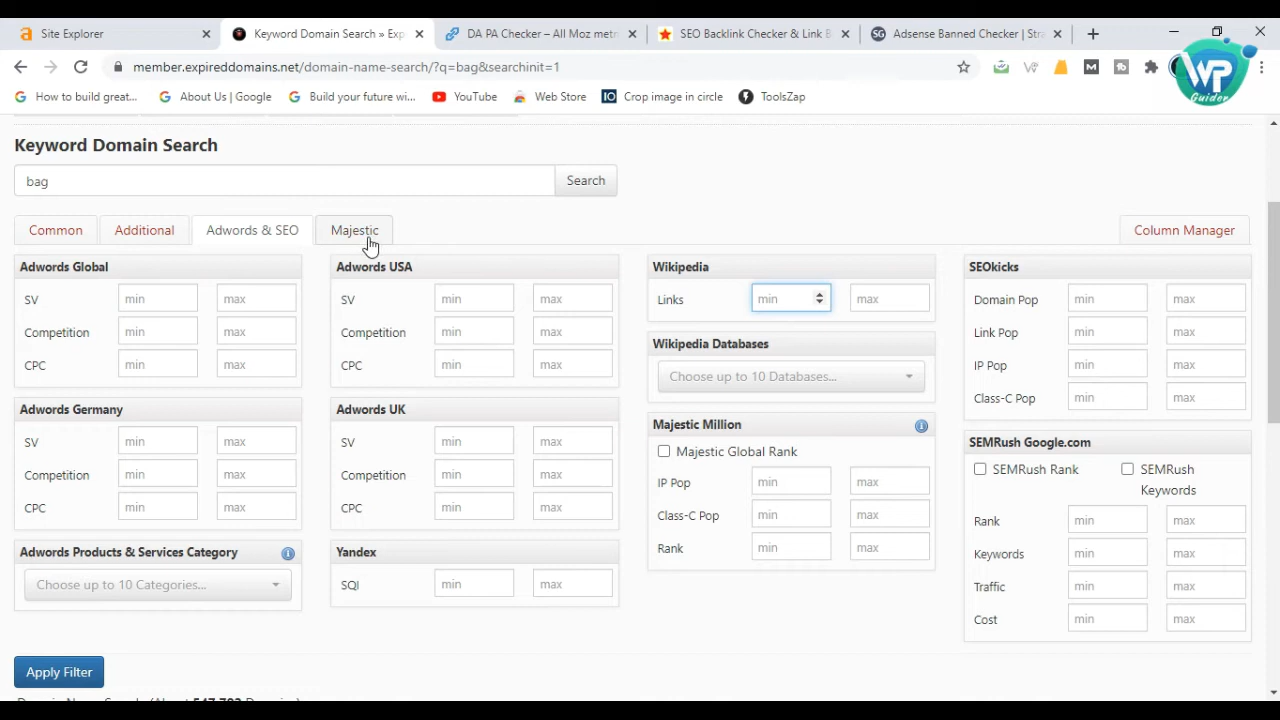 Site Explorer
Keyword Domain Search » Exp
DA PA Checker – All Moz metr
SEO Backlink Checker & Link B
Adsense Banned Checker | Stra
member.expireddomains.net/domain-name-search/?q=bag&searchinit=1
WP
Guider
How to build great...
About Us | Google
Build your future wi...
YouTube
Web Store
Crop image in circle
ToolsZap
Keyword Domain Search
bag
Search
Common
Additional
Adwords & SEO
Majestic
Column Manager
Adwords Global
SV min max
Competition min max
CPC min max
Adwords USA
SV min max
Competition min max
CPC min max
Wikipedia
Links min max
Wikipedia Databases
Choose up to 10 Databases...
SEOkicks
Domain Pop min max
Link Pop min max
IP Pop min max
Class-C Pop min max
Adwords Germany
SV min max
Competition min max
CPC min max
Adwords UK
SV min max
Competition min max
CPC min max
Majestic Million
Majestic Global Rank
IP Pop min max
Class-C Pop min max
Rank min max
SEMRush Google.com
SEMRush Rank
SEMRush
Keywords
Rank min max
Keywords min max
Traffic min max
Cost min max
Adwords Products & Services Category
Choose up to 10 Categories...
Yandex
SQI min max
Apply Filter